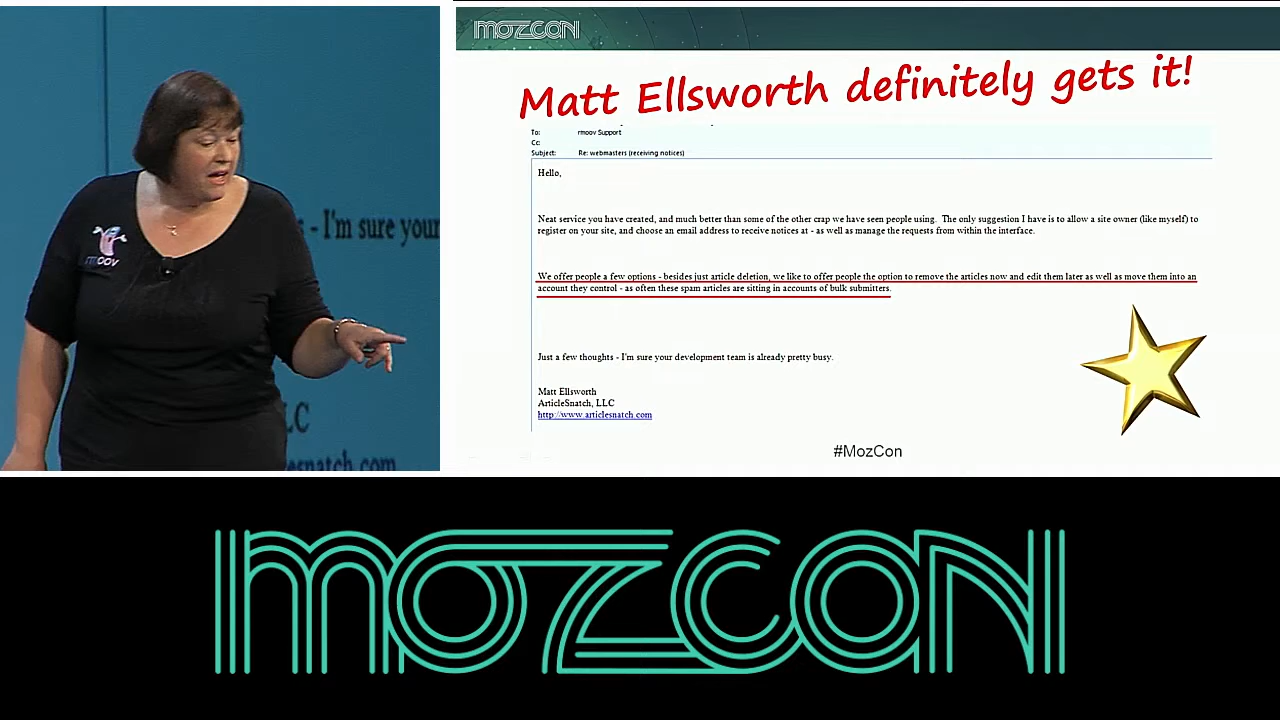 MOZCON
Matt Ellsworth definitely gets it!
To: rmoov Support
Cc:
Subject: Re: webmasters (receiving notices)
Hello,
Neat service you have created, and much better than some of the other crap we have seen people using. The only suggestion I have is to allow a site owner (like myself) to
register on your site, and choose an email address to receive notices at - as well as manage the requests from within the interface.
We offer people a few options - besides just article deletion, we like to offer people the option to remove the articles now and edit them later as well as move them into an
account they control - as often these spam articles are sitting in accounts of bulk submitters.
Just a few thoughts - I'm sure your development team is already pretty busy.
Matt Ellsworth
ArticleSnatch, LLC
http://www.articlesnatch.com
#MozCon
rmoov
- I'm sure your
LC
esnatch.com
MOZCON